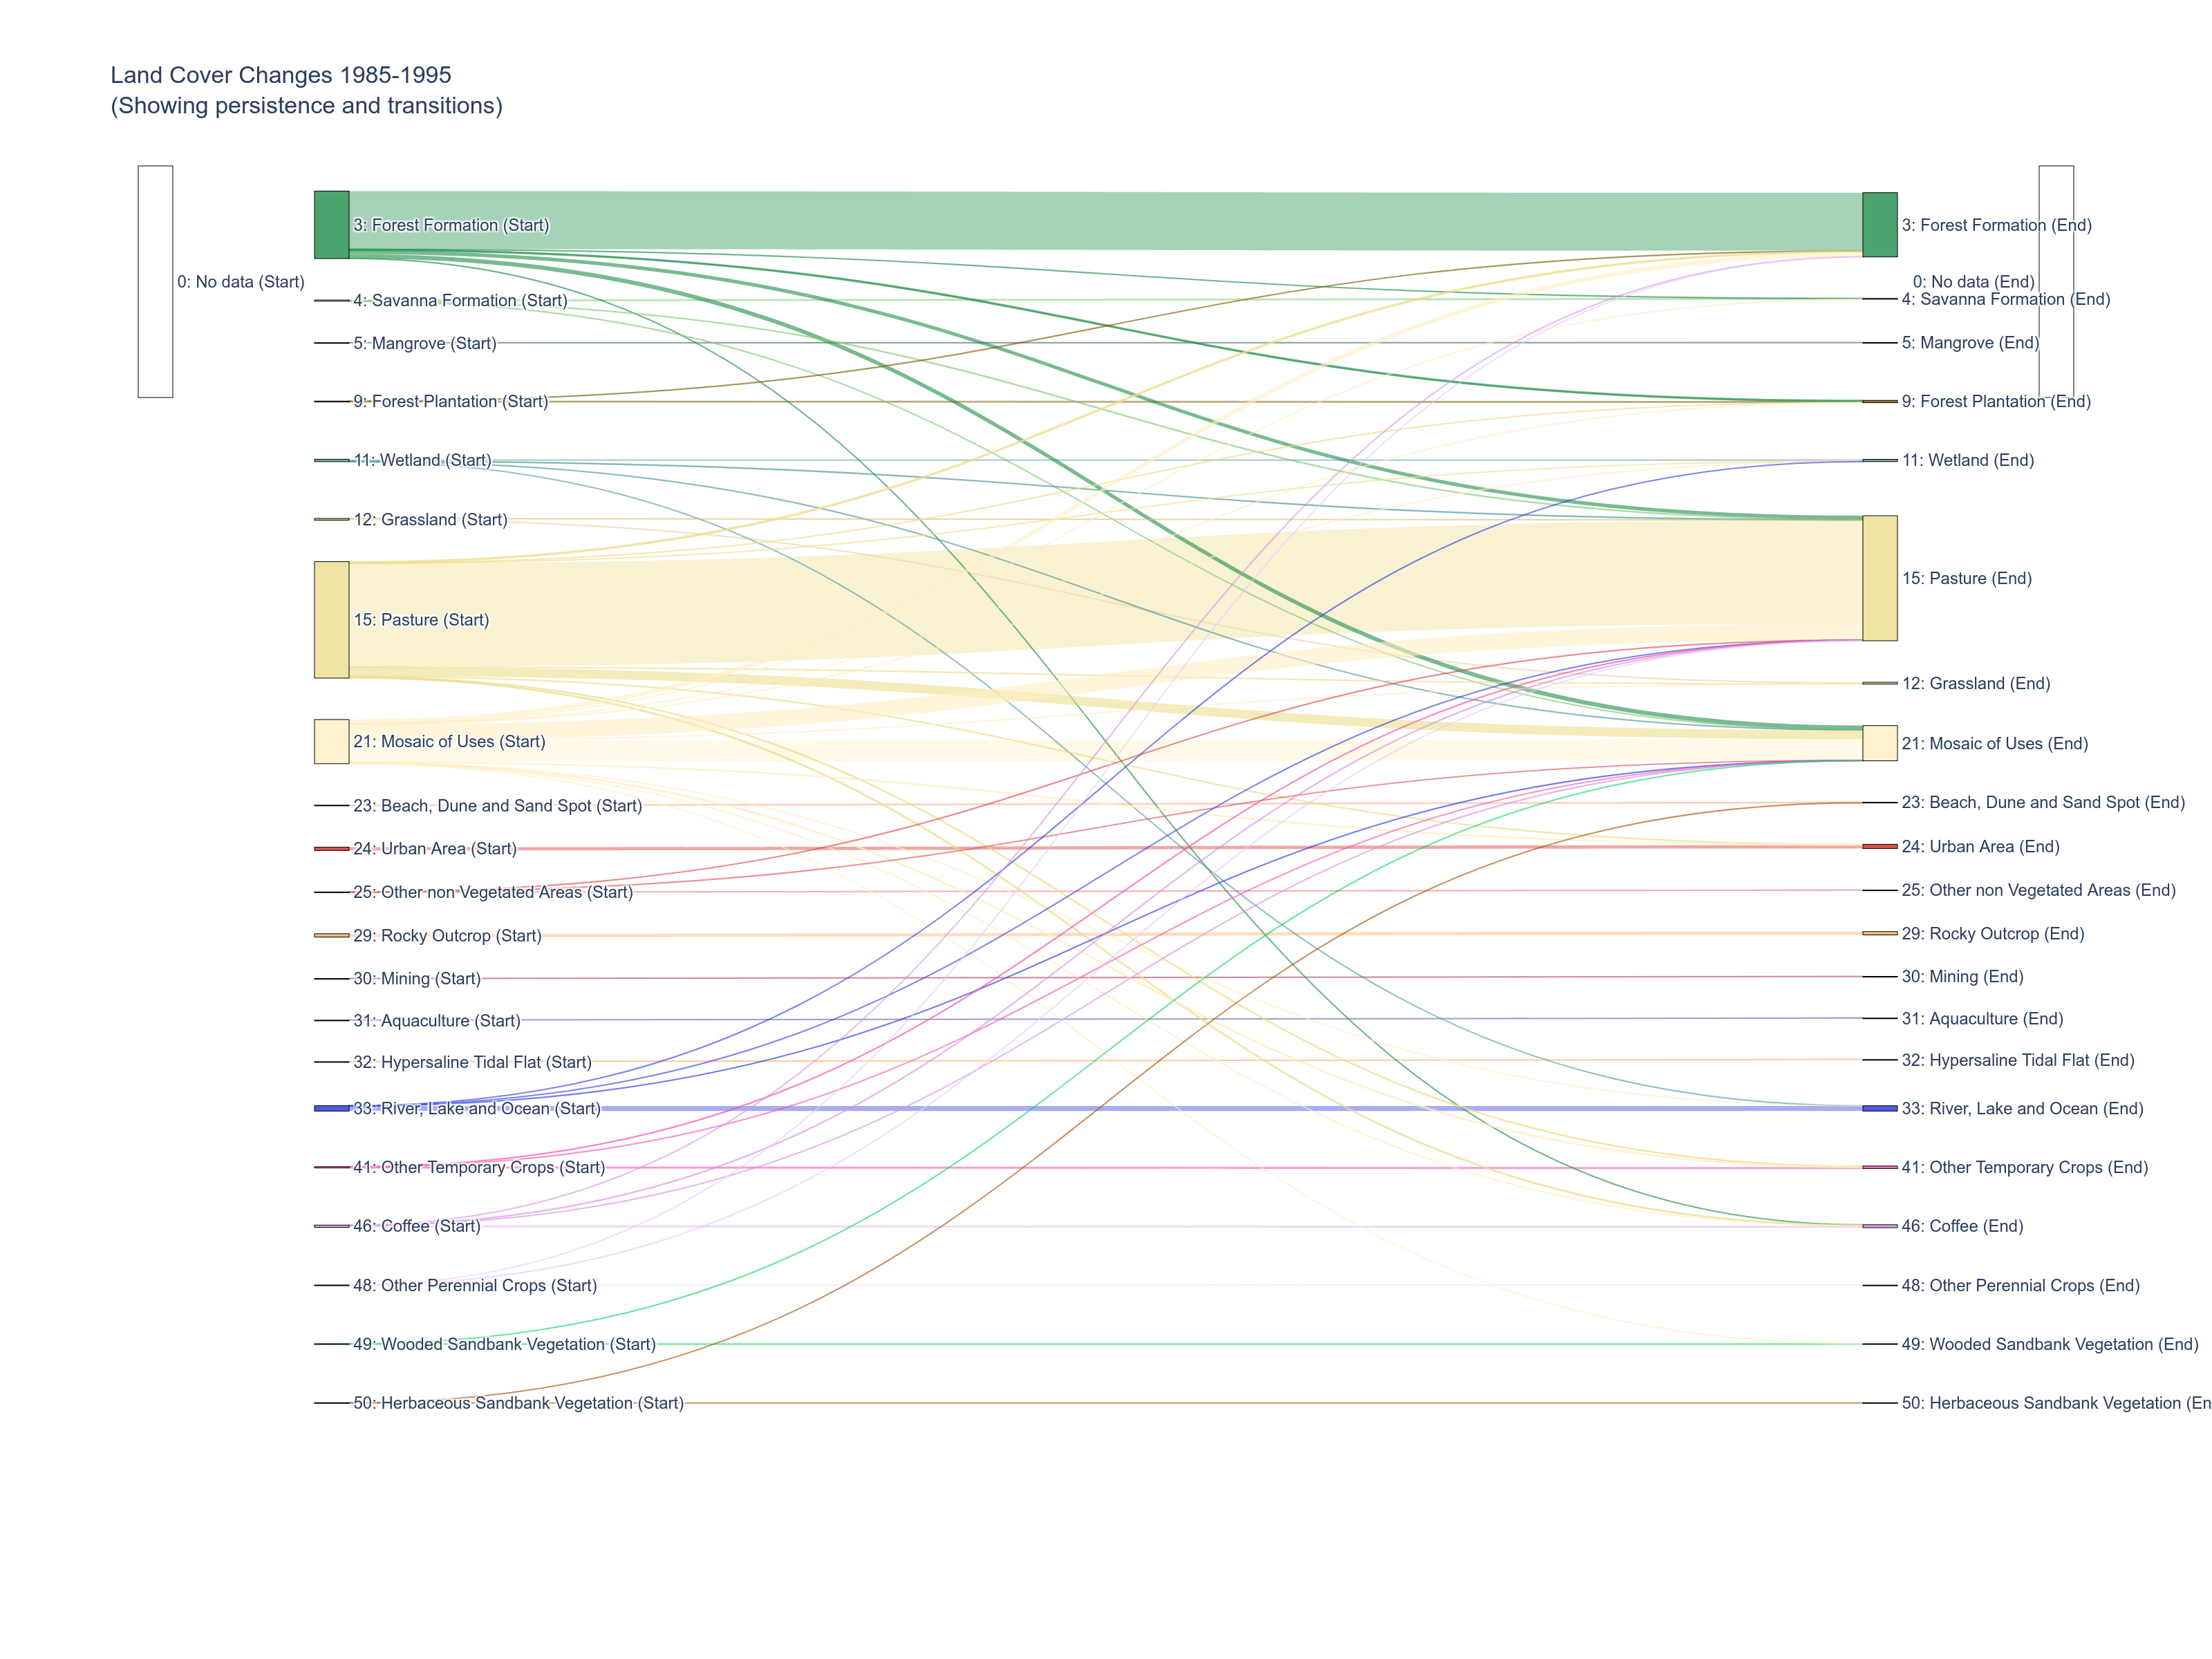 Land Cover Changes 1985-1995
(Showing persistence and transitions)
0: No data (Start)
3: Forest Formation (Start)
4: Savanna Formation (Start)
5: Mangrove (Start)
9: Forest Plantation (Start)
11: Wetland (Start)
12: Grassland (Start)
15: Pasture (Start)
21: Mosaic of Uses (Start)
23: Beach, Dune and Sand Spot (Start)
24: Urban Area (Start)
25: Other non Vegetated Areas (Start)
29: Rocky Outcrop (Start)
30: Mining (Start)
31: Aquaculture (Start)
32: Hypersaline Tidal Flat (Start)
33: River, Lake and Ocean (Start)
41: Other Temporary Crops (Start)
46: Coffee (Start)
48: Other Perennial Crops (Start)
49: Wooded Sandbank Vegetation (Start)
50: Herbaceous Sandbank Vegetation (Start)
3: Forest Formation (End)
0: No data (End)
4: Savanna Formation (End)
5: Mangrove (End)
9: Forest Plantation (End)
11: Wetland (End)
15: Pasture (End)
12: Grassland (End)
21: Mosaic of Uses (End)
23: Beach, Dune and Sand Spot (End)
24: Urban Area (End)
25: Other non Vegetated Areas (End)
29: Rocky Outcrop (End)
30: Mining (End)
31: Aquaculture (End)
32: Hypersaline Tidal Flat (End)
33: River, Lake and Ocean (End)
41: Other Temporary Crops (End)
46: Coffee (End)
48: Other Perennial Crops (End)
49: Wooded Sandbank Vegetation (End)
50: Herbaceous Sandbank Vegetation (En